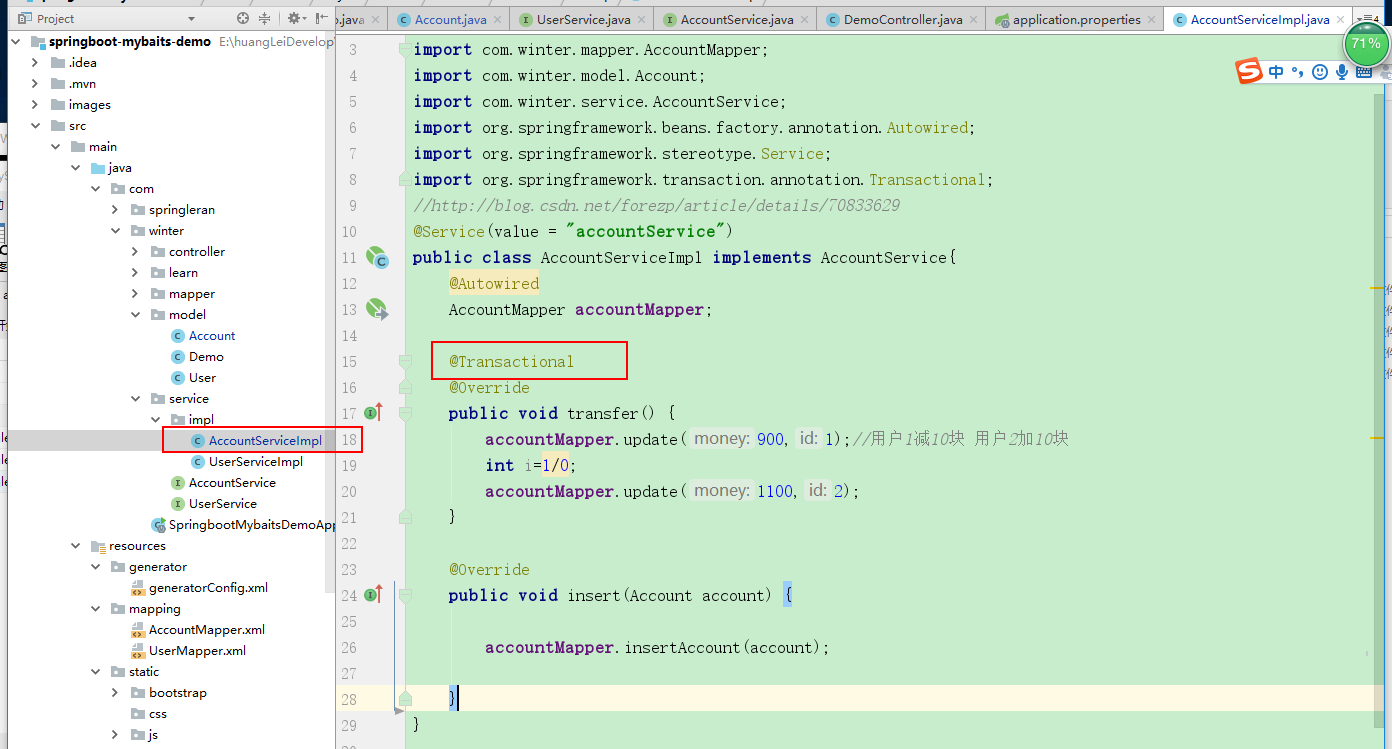 Project
.java
Account.java
UserService.java
AccountService.java
DemoController.java
application.properties
AccountServiceImpl.java
4
71%
中
springboot-mybaits-demo E:\huangLeiDevelop
.idea
.mvn
images
src
main
java
com
springleran
winter
controller
learn
mapper
model
Account
Demo
User
service
impl
AccountServiceImpl
UserServiceImpl
AccountService
UserService
SpringbootMybaitsDemoApp
resources
generator
generatorConfig.xml
mapping
AccountMapper.xml
UserMapper.xml
static
bootstrap
css
js
3 import com.winter.mapper.AccountMapper;
4 import com.winter.model.Account;
5 import com.winter.service.AccountService;
6 import org.springframework.beans.factory.annotation.Autowired;
7 import org.springframework.stereotype.Service;
8 import org.springframework.transaction.annotation.Transactional;
9 //http://blog.csdn.net/forezp/article/details/70833629
10 @Service(value = "accountService")
11 public class AccountServiceImpl implements AccountService{
12 @Autowired
13 AccountMapper accountMapper;
14
15 @Transactional
16 @Override
17 public void transfer() {
18 accountMapper.update( money: 900, id: 1);//用户1减10块 用户2加10块
19 int i=1/0;
20 accountMapper.update( money: 1100, id: 2);
21 }
22
23 @Override
24 public void insert(Account account) {
25
26 accountMapper.insertAccount(account);
27
28 }
29 }